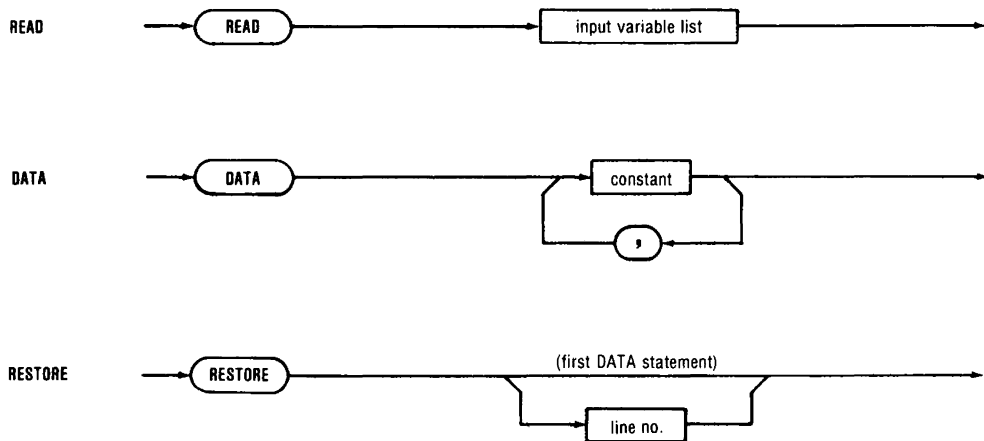 READ READ input variable list
DATA DATA constant
,
RESTORE RESTORE (first DATA statement)
line no.